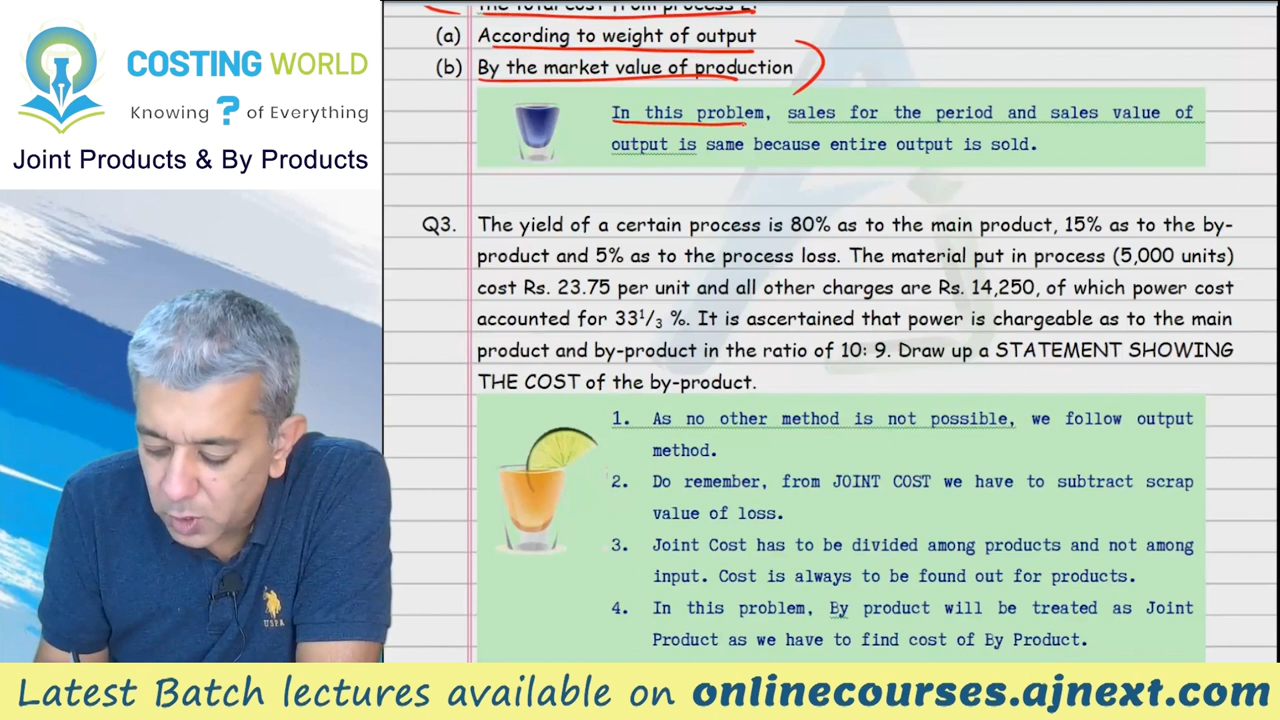 COSTING WORLD
Knowing ? of Everything
Joint Products & By Products
the total cost from process 2.
(a) According to weight of output
(b) By the market value of production
In this problem, sales for the period and sales value of
output is same because entire output is sold.
Q3. The yield of a certain process is 80% as to the main product, 15% as to the by-
product and 5% as to the process loss. The material put in process (5,000 units)
cost Rs. 23.75 per unit and all other charges are Rs. 14,250, of which power cost
accounted for 33 1/3 %. It is ascertained that power is chargeable as to the main
product and by-product in the ratio of 10: 9. Draw up a STATEMENT SHOWING
THE COST of the by-product.
1. As no other method is not possible, we follow output
method.
2. Do remember, from JOINT COST we have to subtract scrap
value of loss.
3. Joint Cost has to be divided among products and not among
input. Cost is always to be found out for products.
4. In this problem, By product will be treated as Joint
Product as we have to find cost of By Product.
USPA
Latest Batch lectures available on onlinecourses.ajnext.com